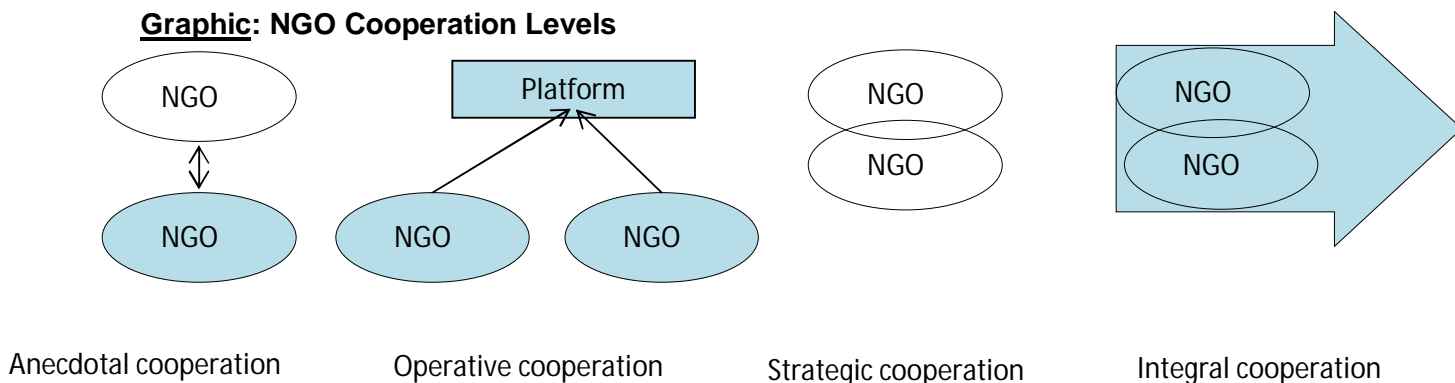 Graphic: NGO Cooperation Levels
NGO
NGO
Platform
NGO
NGO
NGO
NGO
NGO
NGO
Anecdotal cooperation
Operative cooperation
Strategic cooperation
Integral cooperation